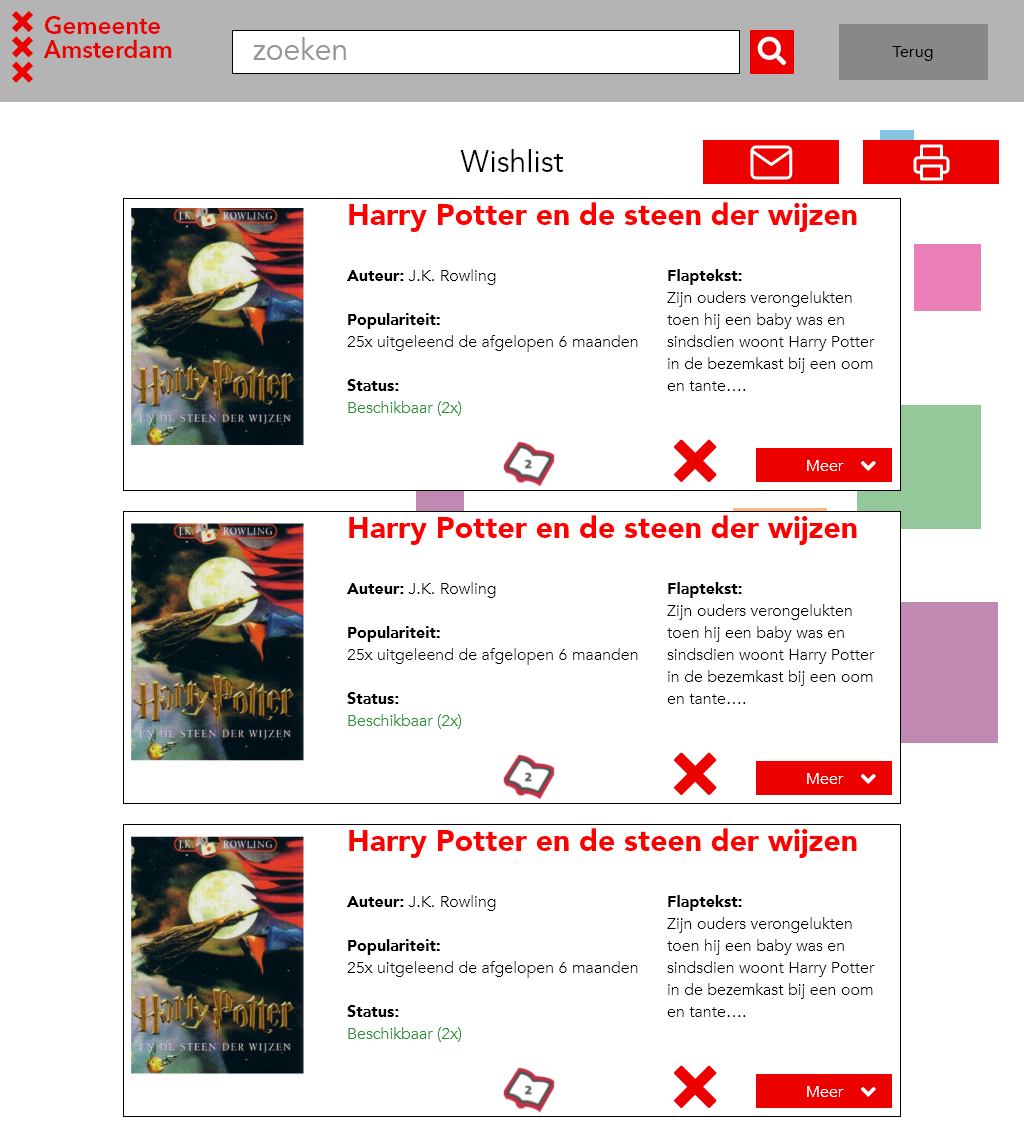 Gemeente
Amsterdam
zoeken
Terug
Wishlist
J.K. ROWLING
Harry Potter
EN DE STEEN DER WIJZEN
Harry Potter en de steen der wijzen
Auteur: J.K. Rowling
Populariteit:
25x uitgeleend de afgelopen 6 maanden
Status:
Beschikbaar (2x)
Flaptekst:
Zijn ouders verongelukten
toen hij een baby was en
sindsdien woont Harry Potter
in de bezemkast bij een oom
en tante….
2
Meer
J.K. ROWLING
Harry Potter
EN DE STEEN DER WIJZEN
Harry Potter en de steen der wijzen
Auteur: J.K. Rowling
Populariteit:
25x uitgeleend de afgelopen 6 maanden
Status:
Beschikbaar (2x)
Flaptekst:
Zijn ouders verongelukten
toen hij een baby was en
sindsdien woont Harry Potter
in de bezemkast bij een oom
en tante….
2
Meer
J.K. ROWLING
Harry Potter
EN DE STEEN DER WIJZEN
Harry Potter en de steen der wijzen
Auteur: J.K. Rowling
Populariteit:
25x uitgeleend de afgelopen 6 maanden
Status:
Beschikbaar (2x)
Flaptekst:
Zijn ouders verongelukten
toen hij een baby was en
sindsdien woont Harry Potter
in de bezemkast bij een oom
en tante….
2
Meer